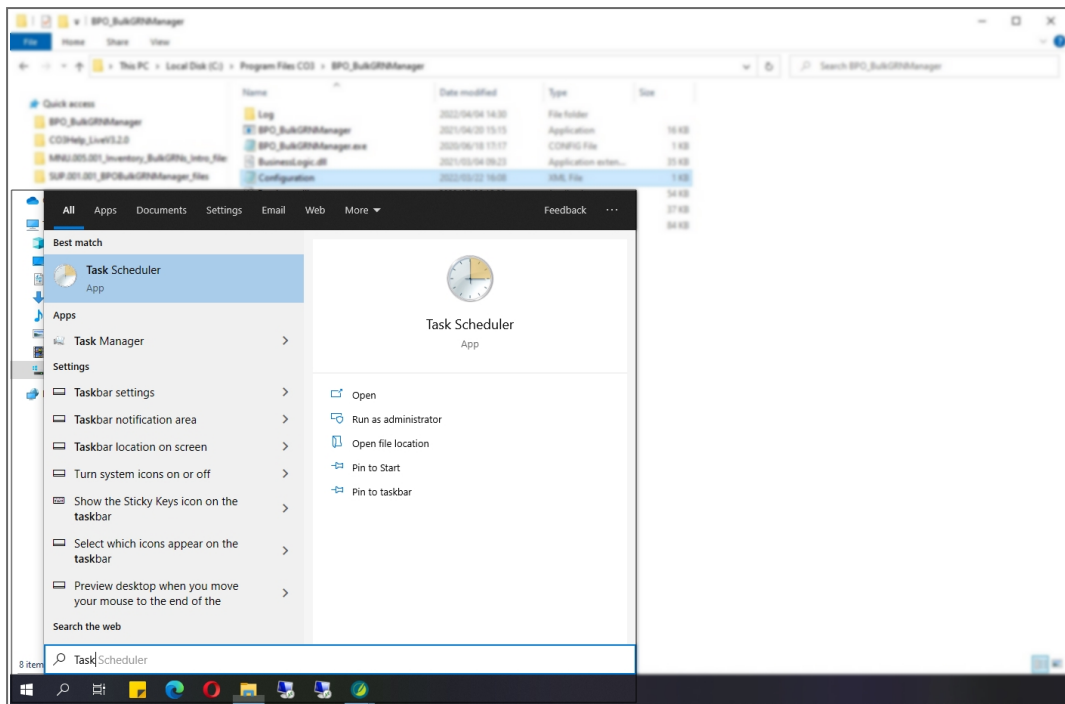 BPO_BulkGRNManager
File Home Share View
This PC > Local Disk (C:) > Program Files CO3 > BPO_BulkGRNManager
Search BPO_BulkGRNManager
Name Date modified Type Size
Quick access
BPO_BulkGRNManager
CO3Help_LiveV3.2.0
MNU.005.001_Inventory_BulkGRNs_Intro_file
SUP.001.001_BPOBulkGRNManager_files
Log 2022/04/04 14:30 File folder
BPO_BulkGRNManager 2021/04/20 15:15 Application 16 KB
BPO_BulkGRNManager.exe 2020/06/18 17:17 CONFIG File 1 KB
BusinessLogic.dll 2021/03/04 09:23 Application exten... 35 KB
Configuration 2022/03/22 16:08 XML File 1 KB
54 KB
37 KB
84 KB
All Apps Documents Settings Email Web More Feedback ...
Best match
Task Scheduler
App
Apps
Task Manager
Settings
Taskbar settings
Taskbar notification area
Taskbar location on screen
Turn system icons on or off
Show the Sticky Keys icon on the
taskbar
Select which icons appear on the
taskbar
Preview desktop when you move
your mouse to the end of the
Search the web
Task Scheduler
App
Open
Run as administrator
Open file location
Pin to Start
Pin to taskbar
8 item
Task Scheduler